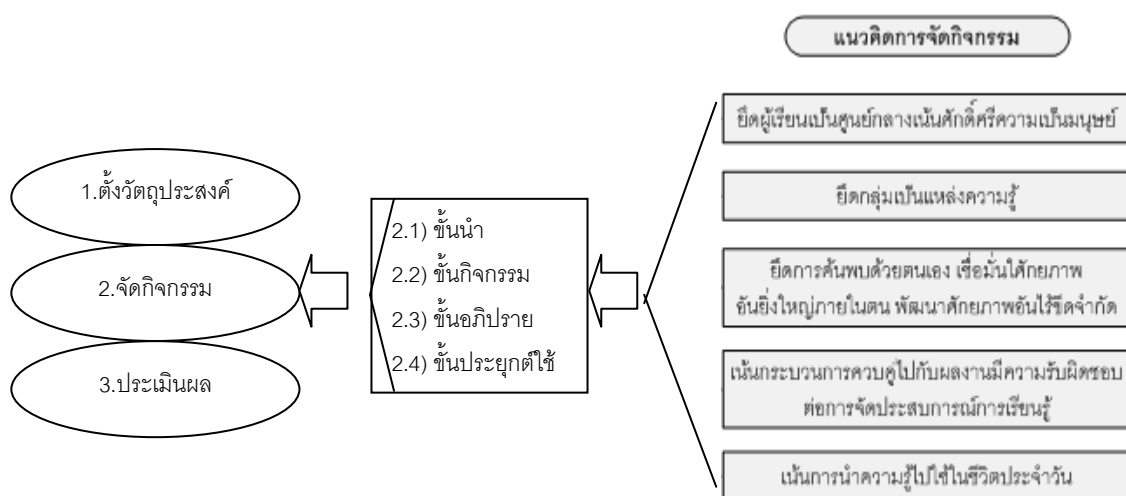 แนวคิดการจัดกิจกรรม
ยึดผู้เรียนเป็นศูนย์กลางเน้นศักดิ์ศรีความเป็นมนุษย์
ยึดกลุ่มเป็นแหล่งความรู้
ยึดการค้นพบด้วยตนเอง เชื่อมั่นใศักยภาพ
อันยิ่งใหญ่ภายในตน พัฒนาศักยภาพอันไร้ขีดจำกัด
เน้นกระบวนการควบคู่ไปกับผลงานมีความรับผิดชอบ
ต่อการจัดประสบการณ์การเรียนรู้
เน้นการนำความรู้ไปใช้ในชีวิตประจำวัน
2.1) ขั้นนำ
2.2) ขั้นกิจกรรม
2.3) ขั้นอภิปราย
2.4) ขั้นประยุกต์ใช้
1.ตั้งวัตถุประสงค์
2.จัดกิจกรรม
3.ประเมินผล